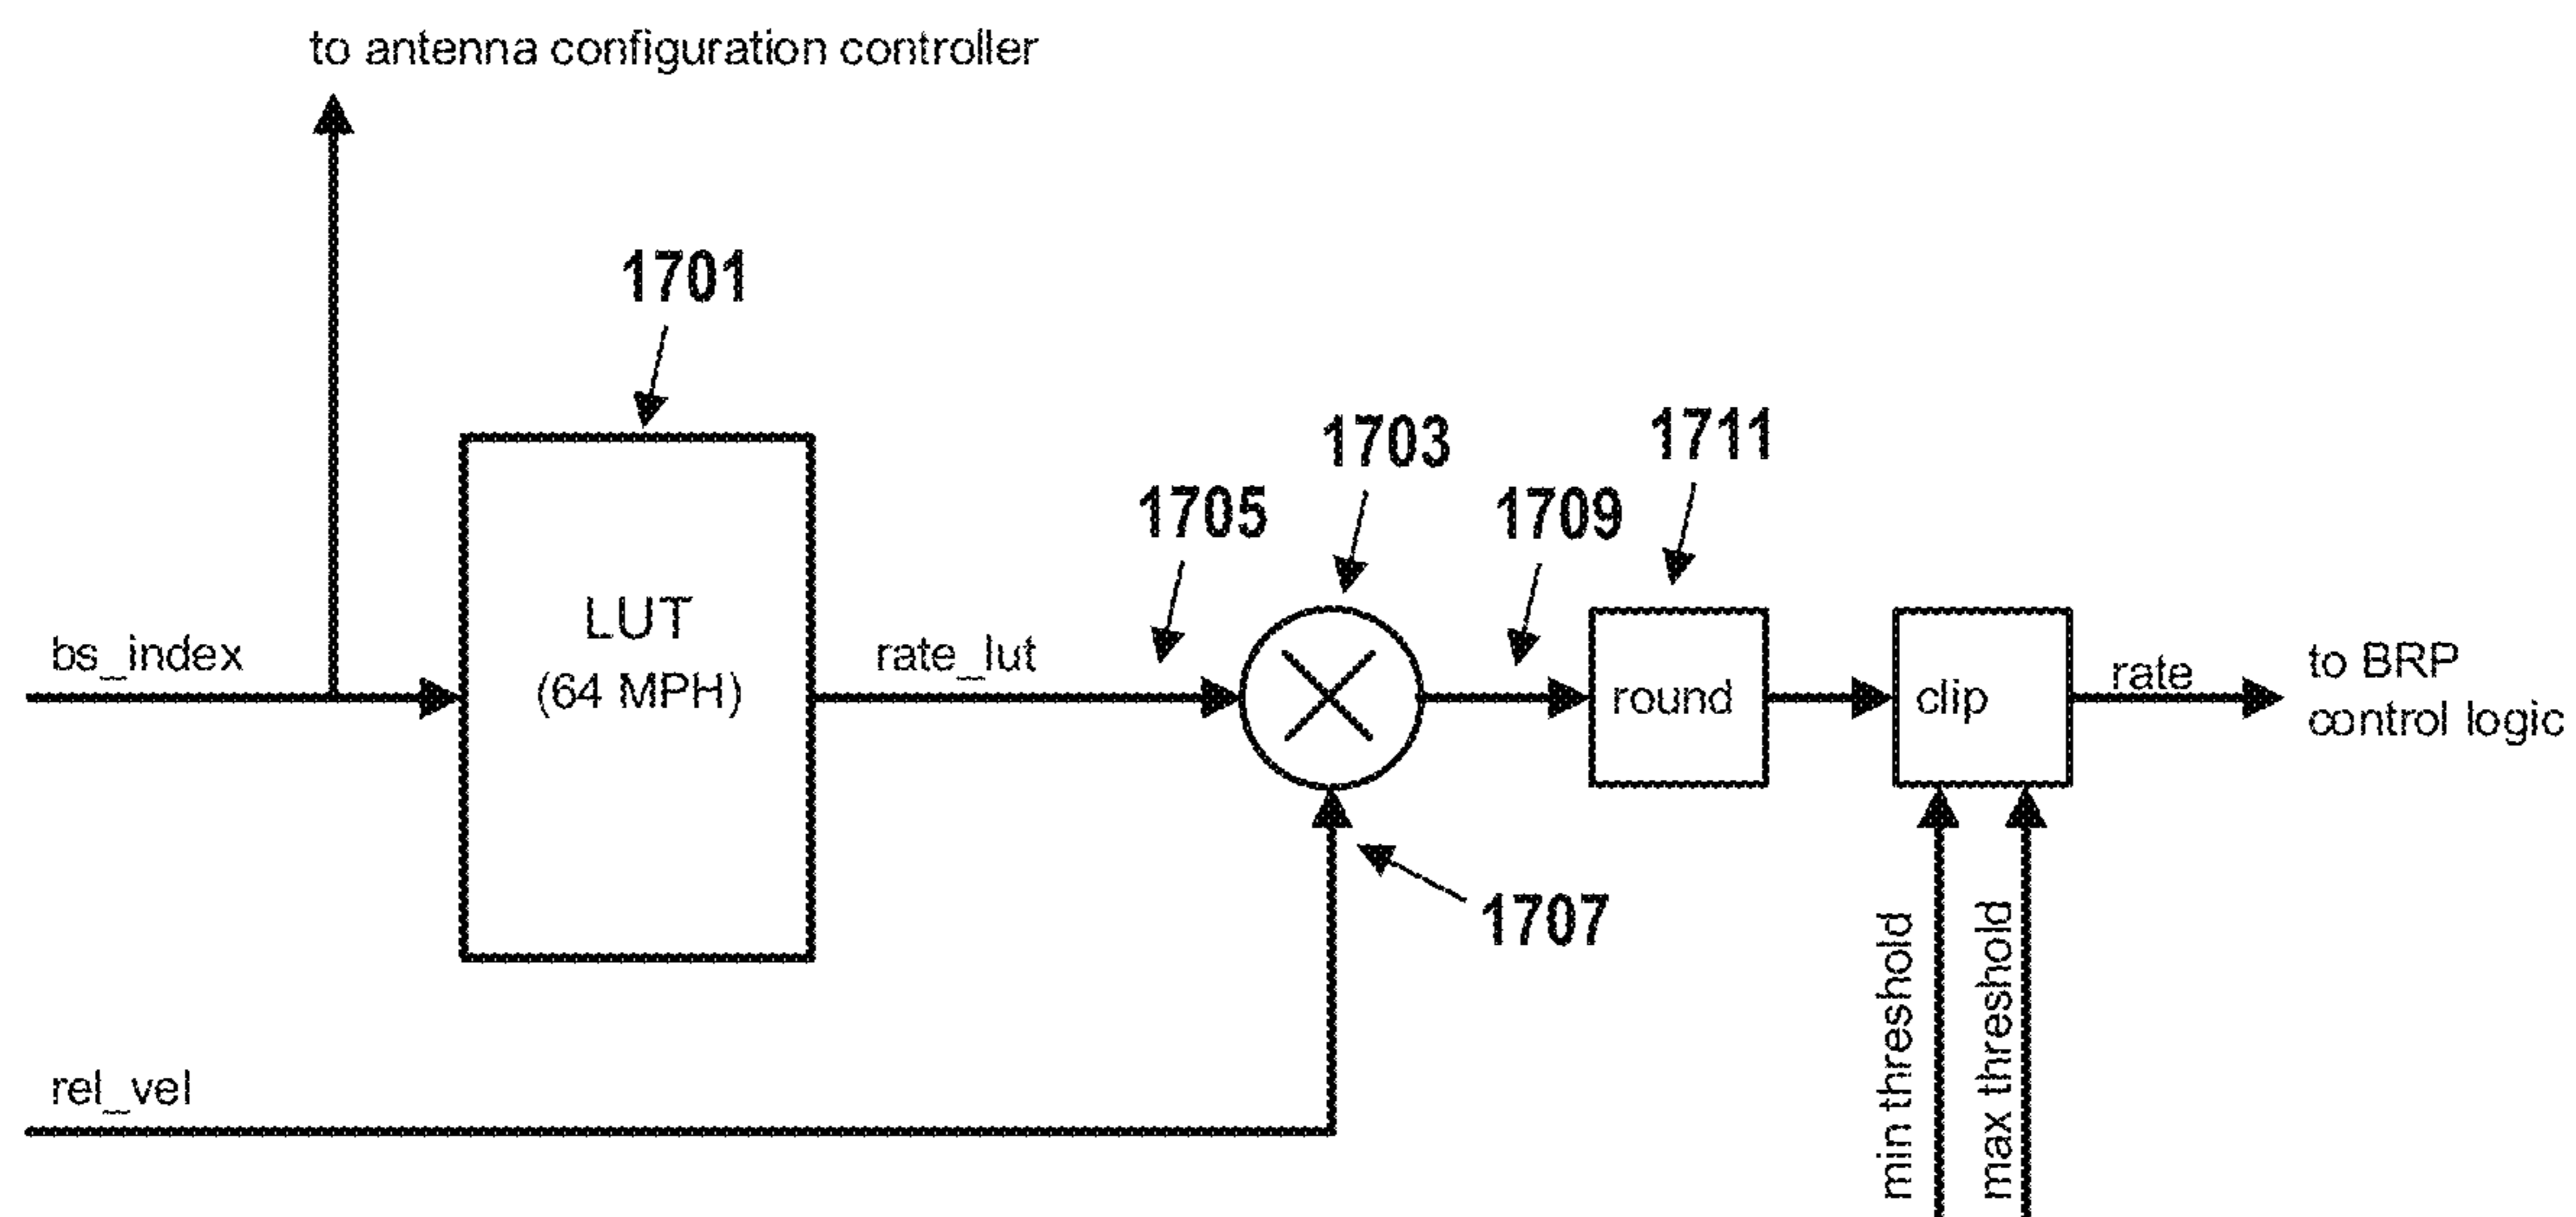 to antenna configuration controller
1701
1703
1711
1705
1709
LUT
(64 MPH)
bs_index
rate_lut
round
clip
rate
to BRP
control logic
1707
rel_vel
min threshold
max threshold